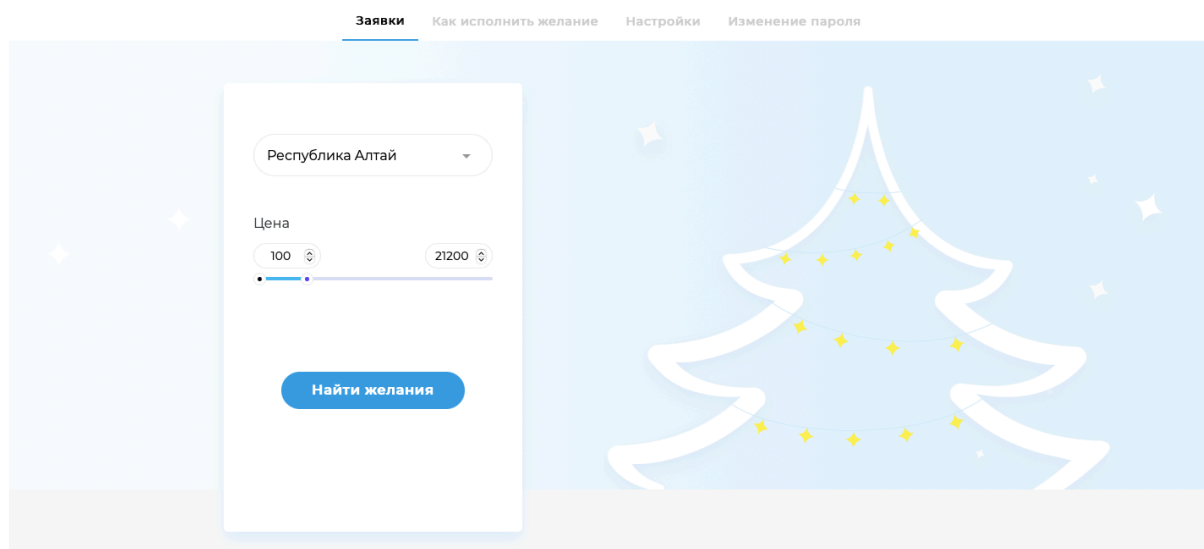 Заявки Как исполнить желание Настройки Изменение пароля
Республика Алтай
Цена
100 21200
Найти желания